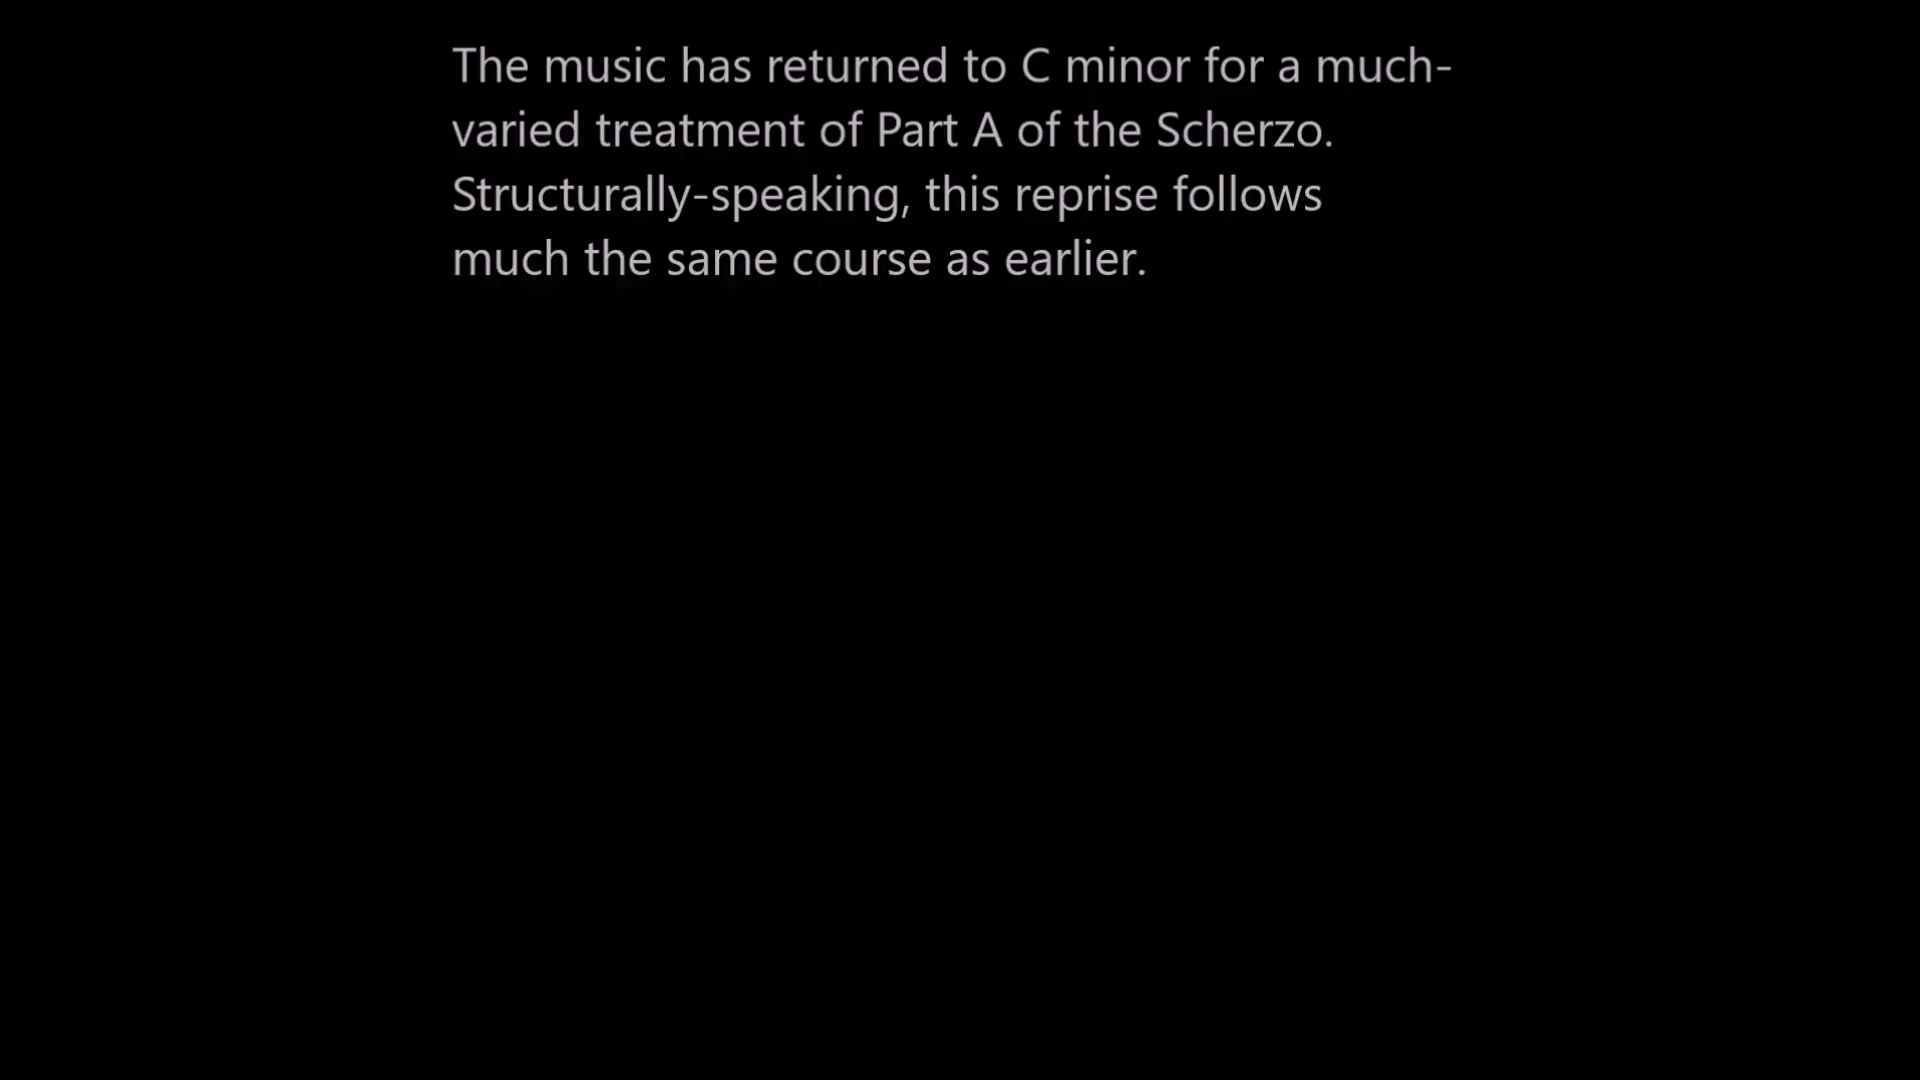 The music has returned to C minor for a much-
varied treatment of Part A of the Scherzo.
Structurally-speaking, this reprise follows
much the same course as earlier.